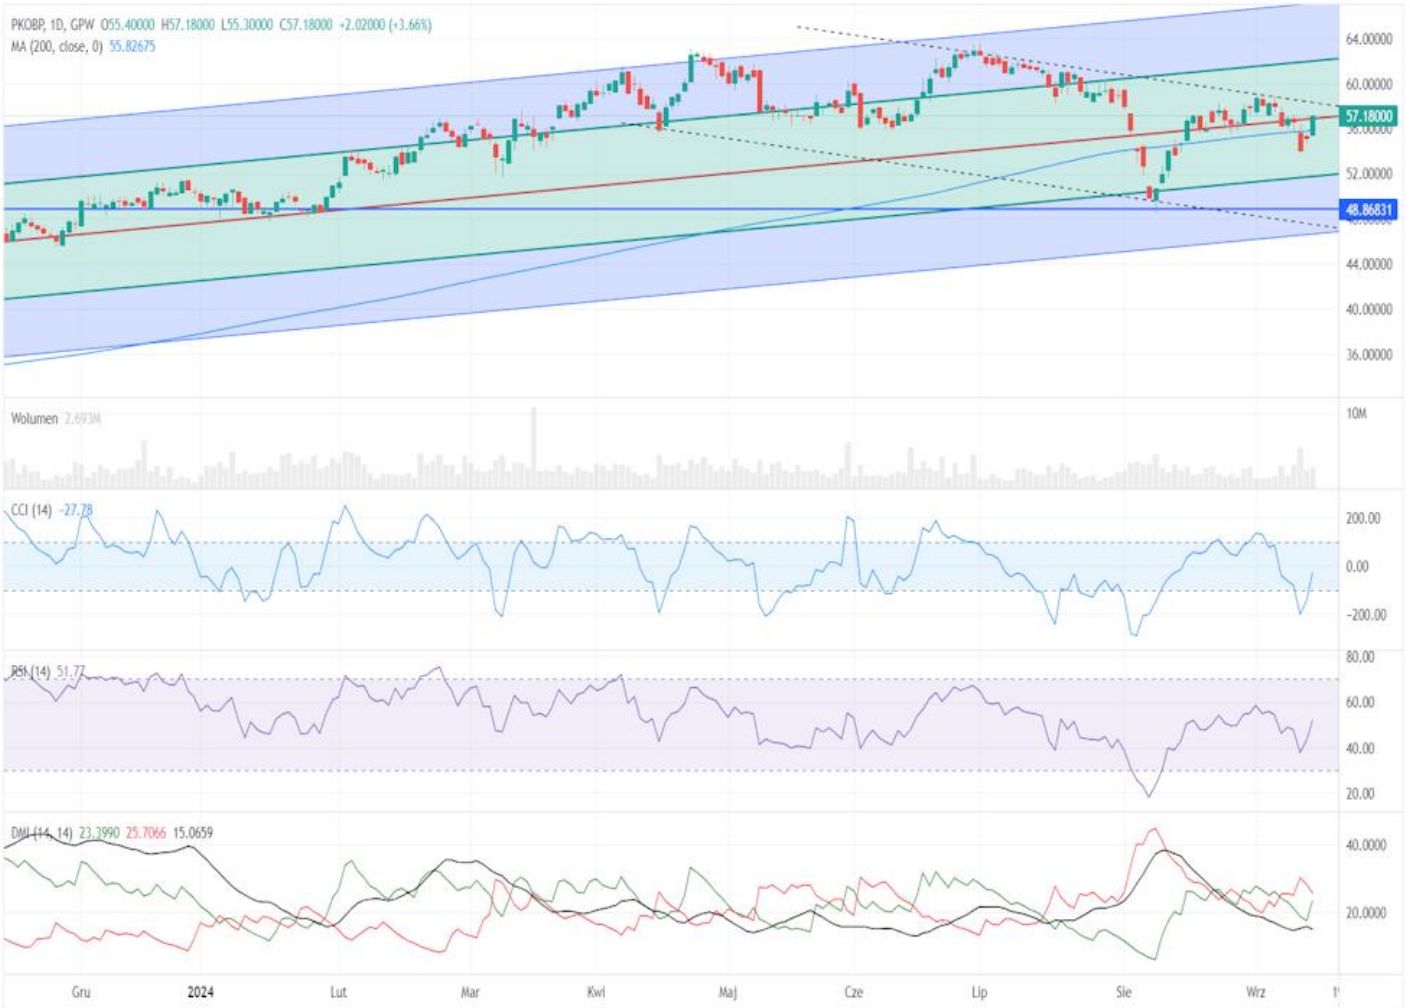 PKOBP, 1D, GPW O55.40000 H57.18000 L55.30000 C57.18000 +2.02000 (+3.66%)
MA (200, close, 0) 55.82675
64.00000
60.00000
57.18000
56.00000
52.00000
48.86831
44.00000
40.00000
36.00000
Wolumen 2.693M
10M
CCI (14) -27.78
200.00
0.00
-200.00
RSI (14) 51.77
80.00
60.00
40.00
20.00
DMI (14, 14) 23.3990 25.7066 15.0659
40.0000
20.0000
Gru 2024 Lut Mar Kwi Maj Cze Lip Sie Wrz